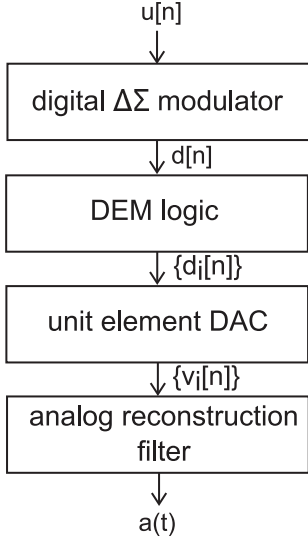 u[n]
digital ΔΣ modulator
d[n]
DEM logic
{dᵢ[n]}
unit element DAC
{vᵢ[n]}
analog reconstruction
filter
a(t)